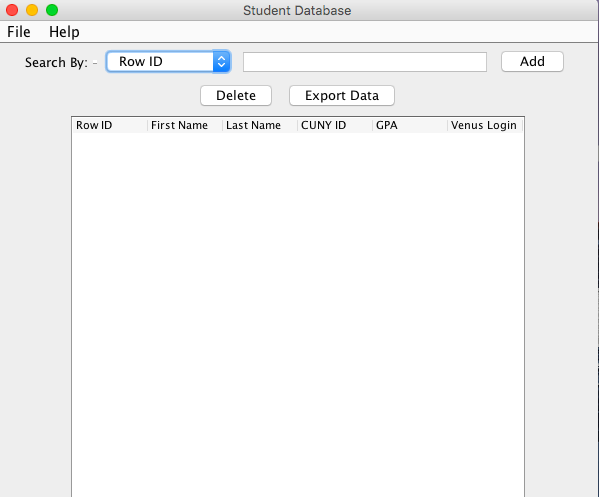 Student Database
File Help
Search By: - Row ID Add
Delete Export Data
Row ID First Name Last Name CUNY ID GPA Venus Login